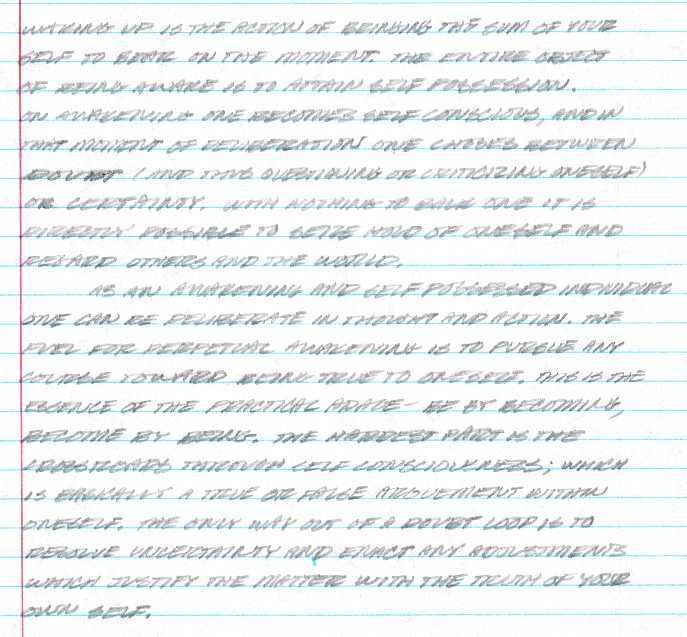 WAKING UP IS THE ACTION OF BRINGING THE SUM OF YOUR
SELF TO BEAR ON THE MOMENT. THE ENTIRE OBJECT
OF BEING AWARE IS TO ATTAIN SELF POSSESSION.
ON AWAKENING ONE BECOMES SELF CONSCIOUS, AND IN
THAT MOMENT OF DELIBERATION ONE CHOSES BETWEEN
DOUBT (AND THUS QUESTIONING OR CRITICIZING ONESELF)
OR CERTAINTY. WITH NOTHING TO ONE IT IS
DIRECTLY POSSIBLE TO SEIZE HOLD OF ONESELF AND
REGARD OTHERS AND THE WORLD.
AS AN AWAKENING AND SELF POSSESSED INDIVIDUAL
ONE CAN BE DELIBERATE IN THOUGHT AND ACTION. THE
FUEL FOR PERPETUAL AWAKENING IS TO PURSUE ANY
COURSE TOWARD BEING TRUE TO ONESELF. THIS IS THE
ESSENCE OF THE PRACTICAL ADAGE - BE BY BECOMING,
BECOME BY BEING. THE HARDEST PART IS THE
CROSSROADS THROUGH SELF CONSCIOUSNESS; WHICH
IS BASICALLY A TRUE OR FALSE ARGUEMENT WITHIN
ONESELF. THE ONLY WAY OUT OF A DOUBT LOOP IS TO
RESOLVE UNCERTAINTY AND ENACT ANY ADJUSTMENTS
WHICH JUSTIFY THE MATTER WITH THE TRUTH OF YOUR
OWN SELF.